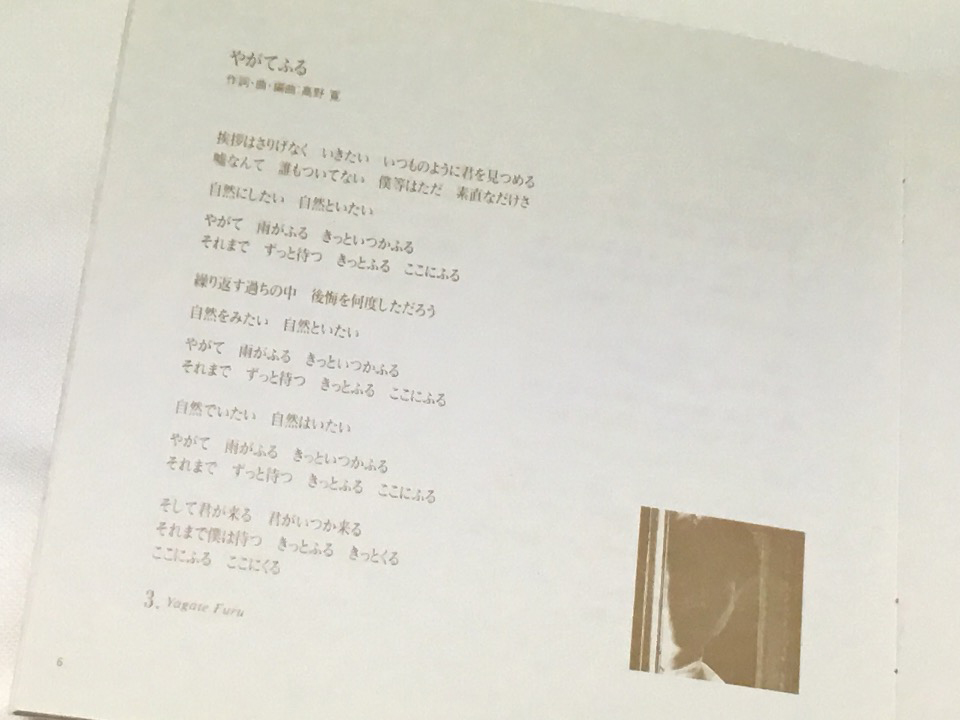 やがてふる
作詞・曲・編曲 高野 寛
挨拶はさりげなく　いきたい　いつものように君を見つめる
嘘なんて　誰もついてない　僕等はただ　素直なだけさ
自然にしたい　自然といたい
やがて　雨がふる　きっといつかふる
それまで　ずっと待つ　きっとふる　ここにふる
繰り返す過ちの中　後悔を何度しただろう
自然をみたい　自然といたい
やがて　雨がふる　きっといつかふる
それまで　ずっと待つ　きっとふる　ここにふる
自然でいたい　自然はいたい
やがて　雨がふる　きっといつかふる
それまで　ずっと待つ　きっとふる　ここにふる
そして君が来る　君がいつか来る
それまで僕は待つ　きっとふる　きっとくる
ここにふる　ここにくる
3. Yagate Furu
6